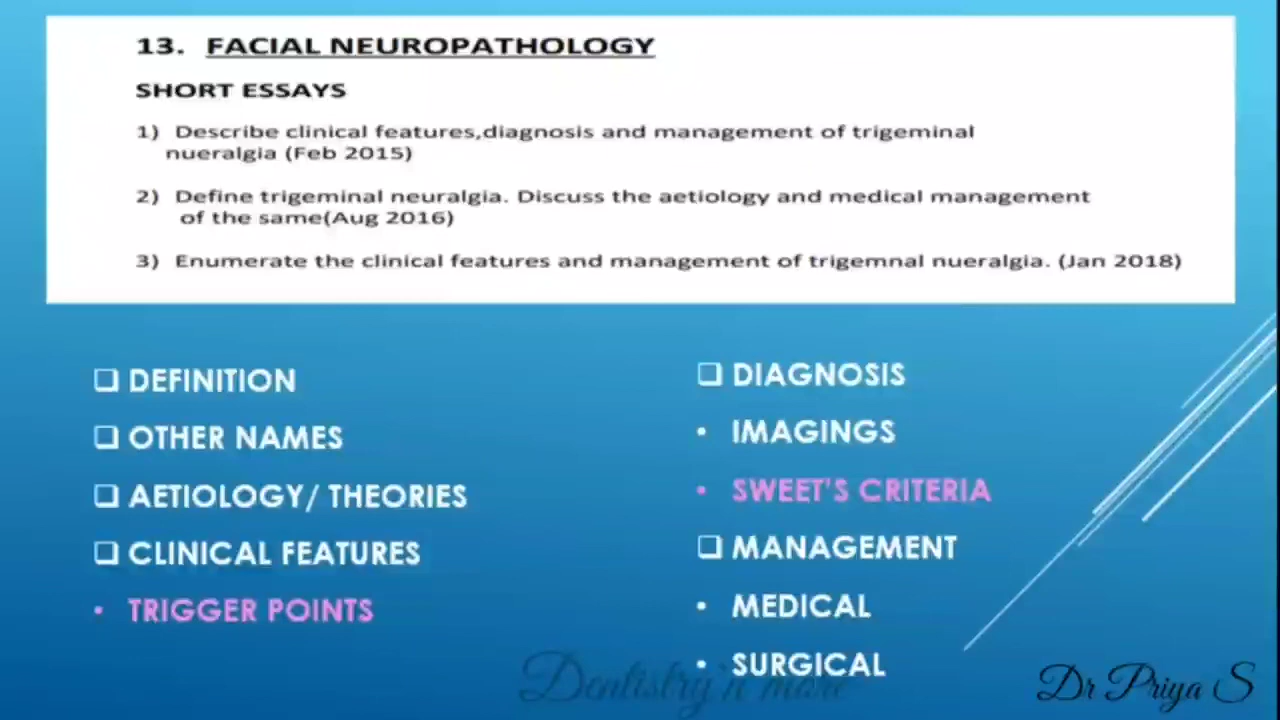 13. FACIAL NEUROPATHOLOGY
SHORT ESSAYS
1) Describe clinical features,diagnosis and management of trigeminal
nueralgia (Feb 2015)
2) Define trigeminal neuralgia. Discuss the aetiology and medical management
of the same(Aug 2016)
3) Enumerate the clinical features and management of trigemnal nueralgia. (Jan 2018)
❑ DEFINITION
❑ OTHER NAMES
❑ AETIOLOGY/ THEORIES
❑ CLINICAL FEATURES
• TRIGGER POINTS
❑ DIAGNOSIS
• IMAGINGS
• SWEET'S CRITERIA
❑ MANAGEMENT
• MEDICAL
• SURGICAL
Dentistry'n more
Dr Priya S